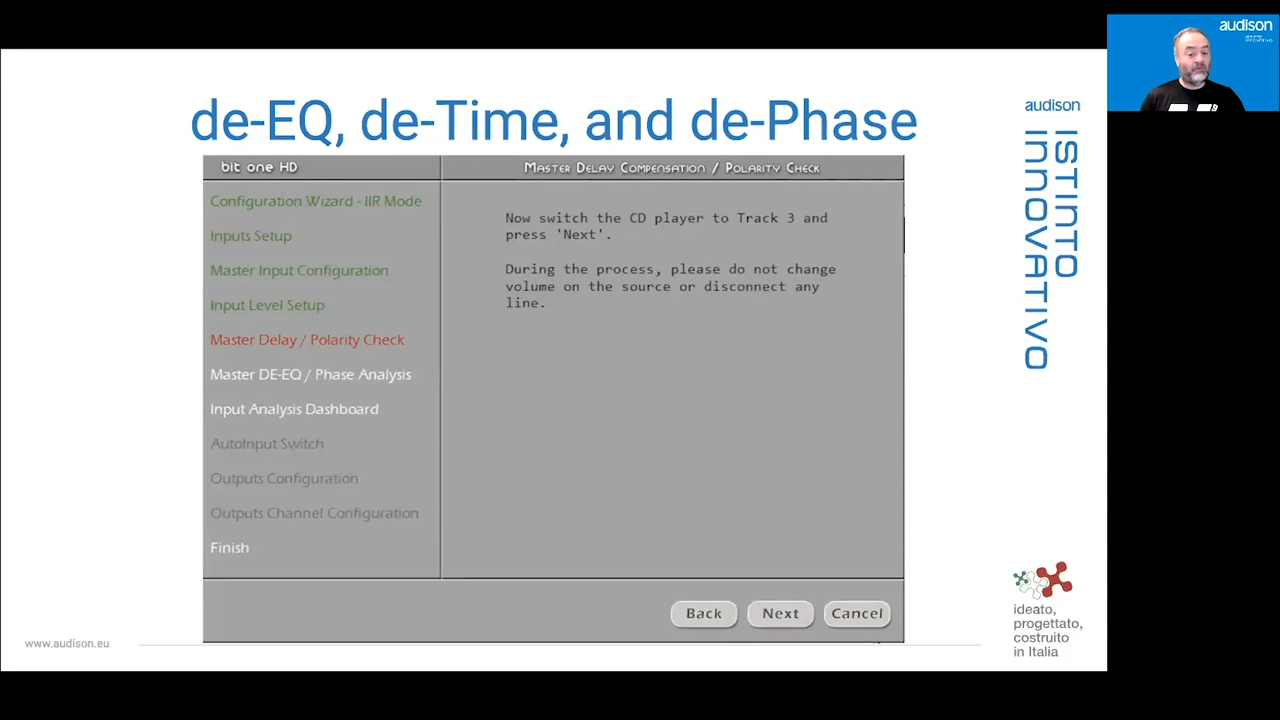 de-EQ, de-Time, and de-Phase
bit one HD
Master Delay Compensation / Polarity Check
Configuration Wizard - IIR Mode
Inputs Setup
Master Input Configuration
Input Level Setup
Master Delay / Polarity Check
Master DE-EQ / Phase Analysis
Input Analysis Dashboard
AutoInput Switch
Outputs Configuration
Outputs Channel Configuration
Finish
Now switch the CD player to Track 3 and
press 'Next'.
During the process, please do not change
volume on the source or disconnect any
line.
Back
Next
Cancel
www.audison.eu
audison
ISTINTO
INNOVATIVO
ideato,
progettato,
costruito
in Italia
audison